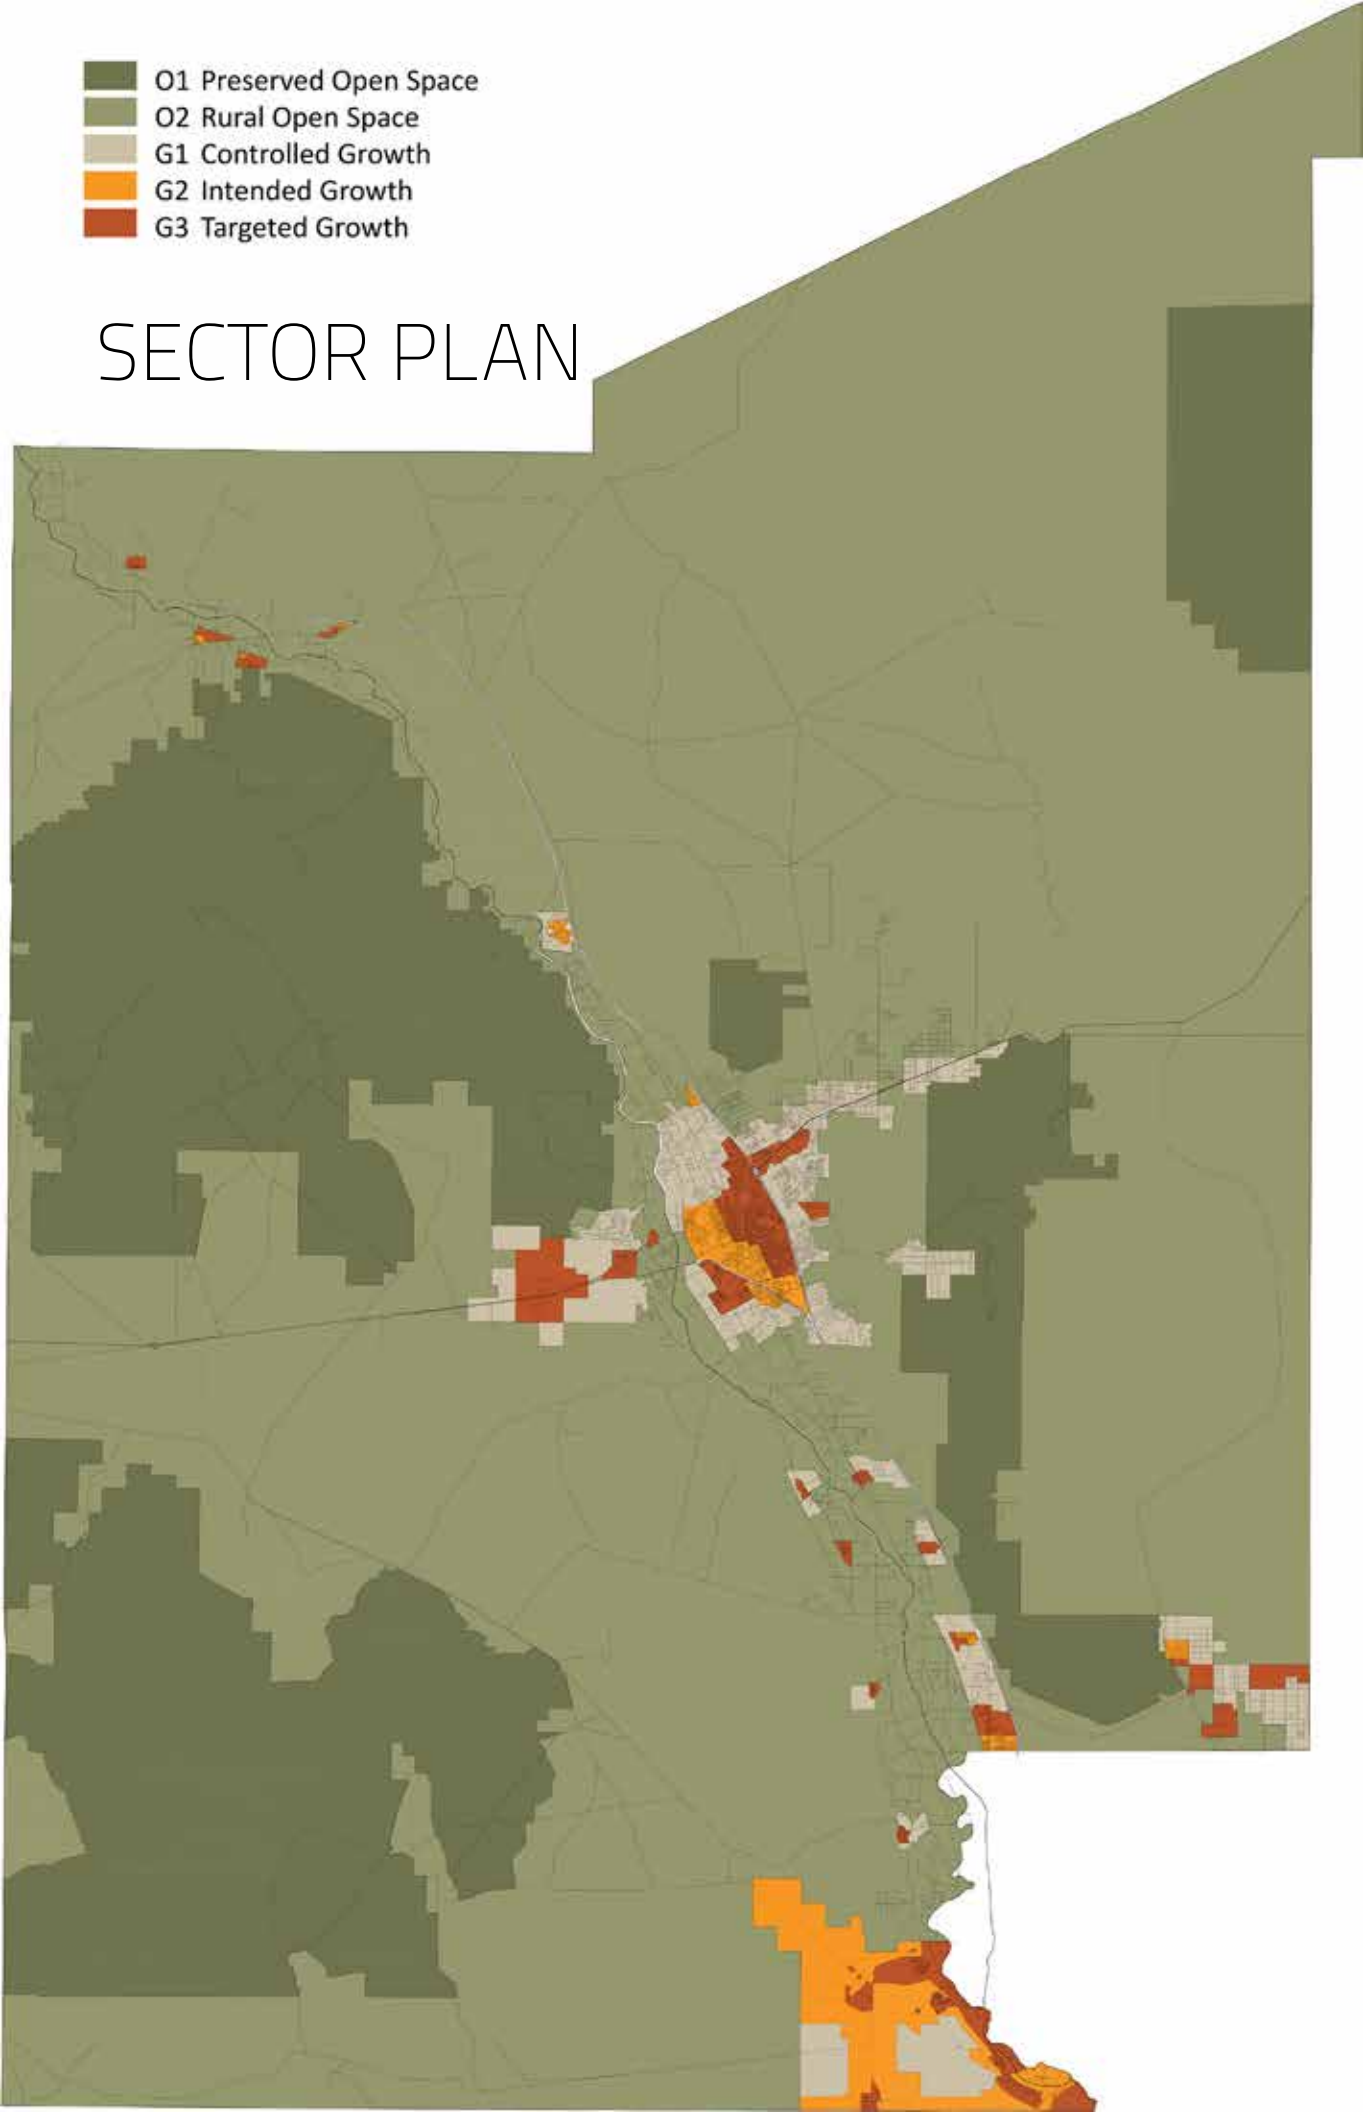 O1 Preserved Open Space
O2 Rural Open Space
G1 Controlled Growth
G2 Intended Growth
G3 Targeted Growth
SECTOR PLAN